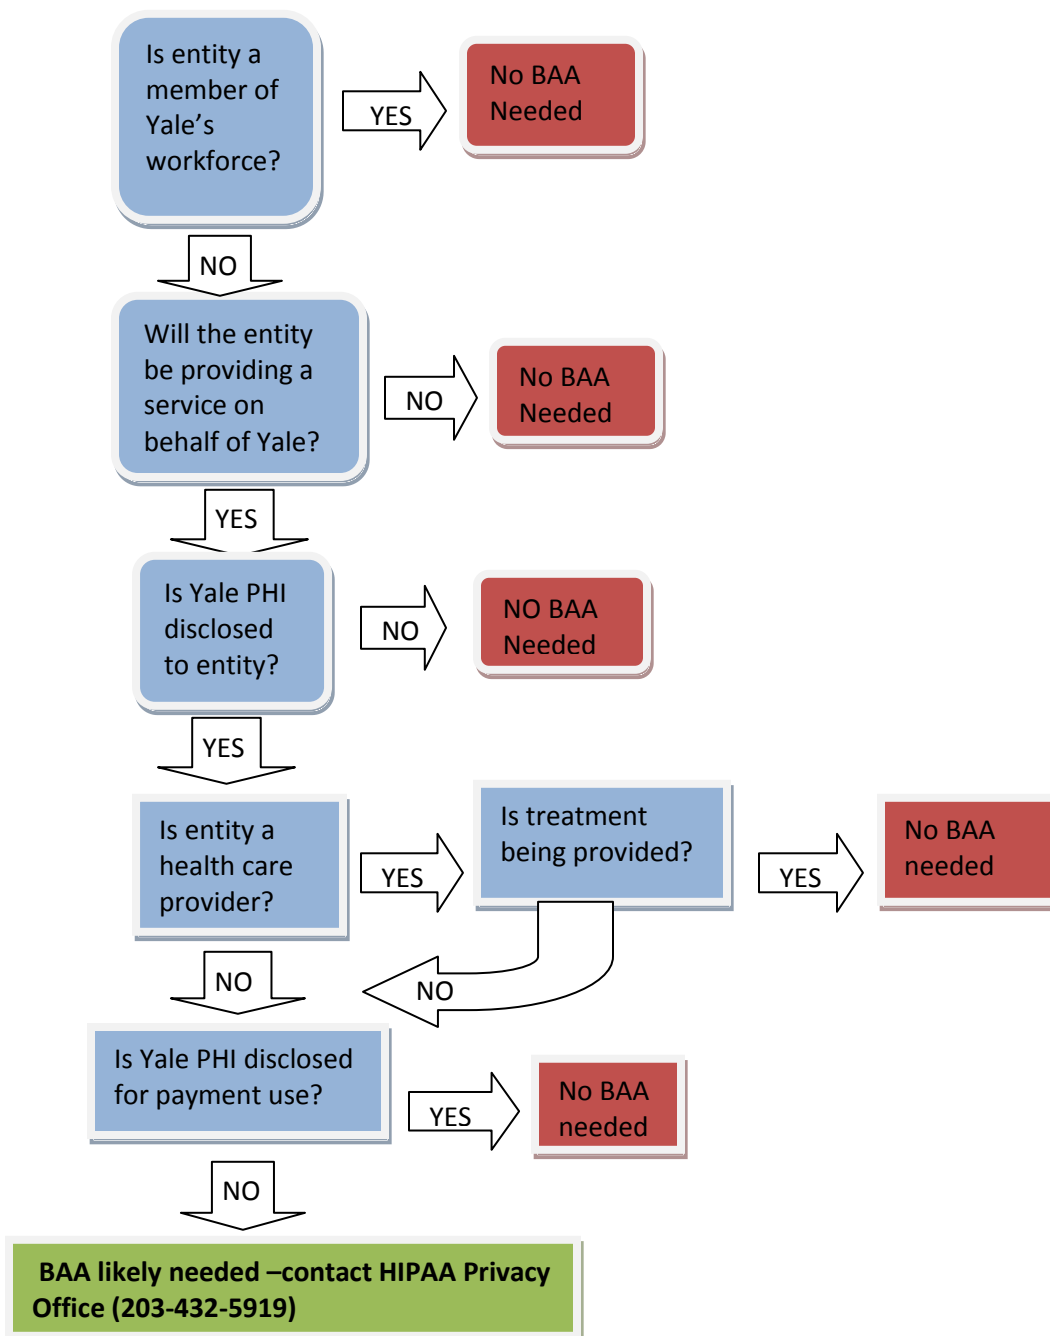 Is entity a
member of
Yale’s
workforce?
YES
No BAA
Needed
NO
Will the entity
be providing a
service on
behalf of Yale?
NO
No BAA
Needed
YES
Is Yale PHI
disclosed
to entity?
NO
NO BAA
Needed
YES
Is entity a
health care
provider?
YES
Is treatment
being provided?
YES
No BAA
needed
NO
NO
Is Yale PHI disclosed
for payment use?
YES
No BAA
needed
NO
BAA likely needed –contact HIPAA Privacy
Office (203-432-5919)